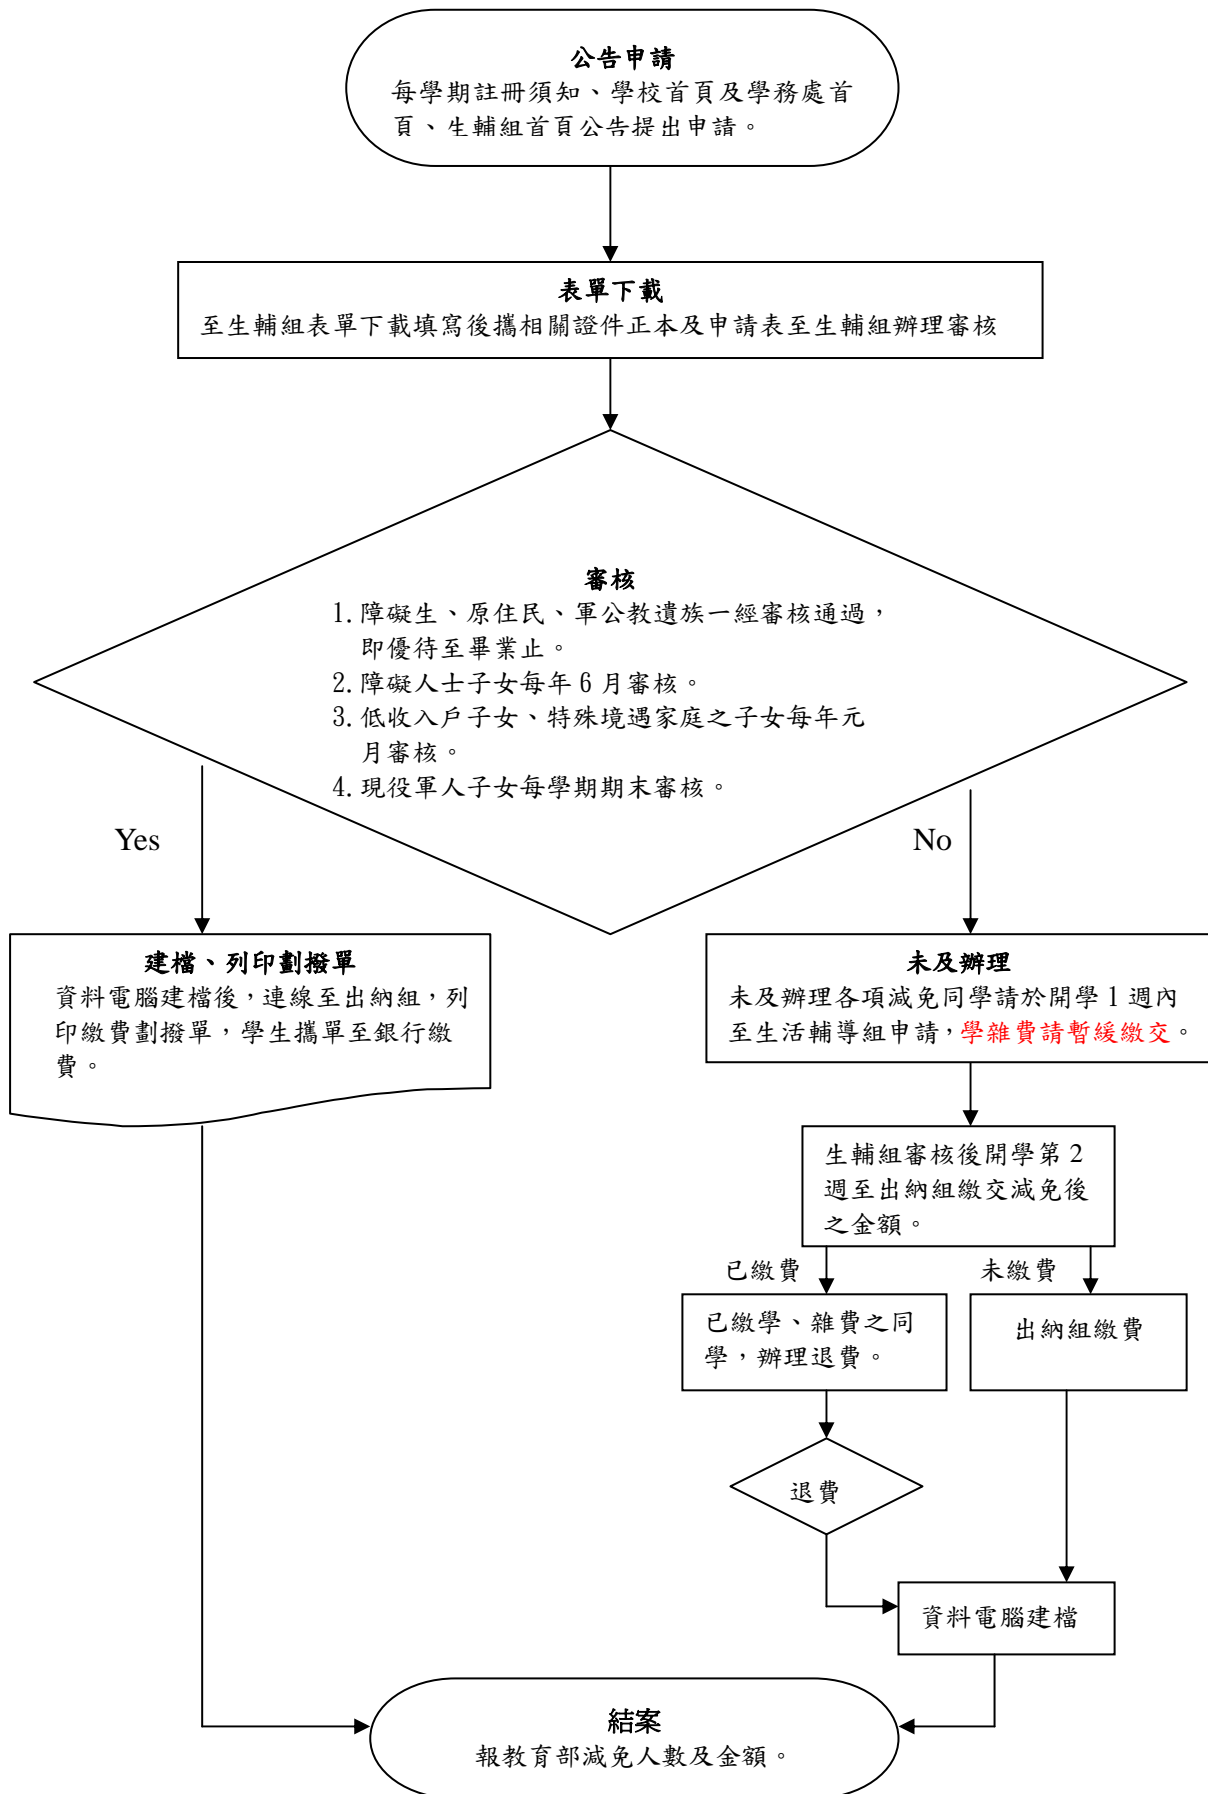 公告申請
每學期註冊須知、學校首頁及學務處首
頁、生輔組首頁公告提出申請。
表單下載
至生輔組表單下載填寫後攜相關證件正本及申請表至生輔組辦理審核
審核
1.障礙生、原住民、軍公教遺族一經審核通過，
即優待至畢業止。
2.障礙人士子女每年 6 月審核。
3.低收入戶子女、特殊境遇家庭之子女每年元
月審核。
4.現役軍人子女每學期期末審核。
Yes
No
建檔、列印劃撥單
資料電腦建檔後，連線至出納組，列
印繳費劃撥單，學生攜單至銀行繳
費。
未及辦理
未及辦理各項減免同學請於開學 1 週內
至生活輔導組申請，學雜費請暫緩繳交。
生輔組審核後開學第 2
週至出納組繳交減免後
之金額。
已繳費
未繳費
已繳學、雜費之同
學，辦理退費。
出納組繳費
退費
資料電腦建檔
結案
報教育部減免人數及金額。